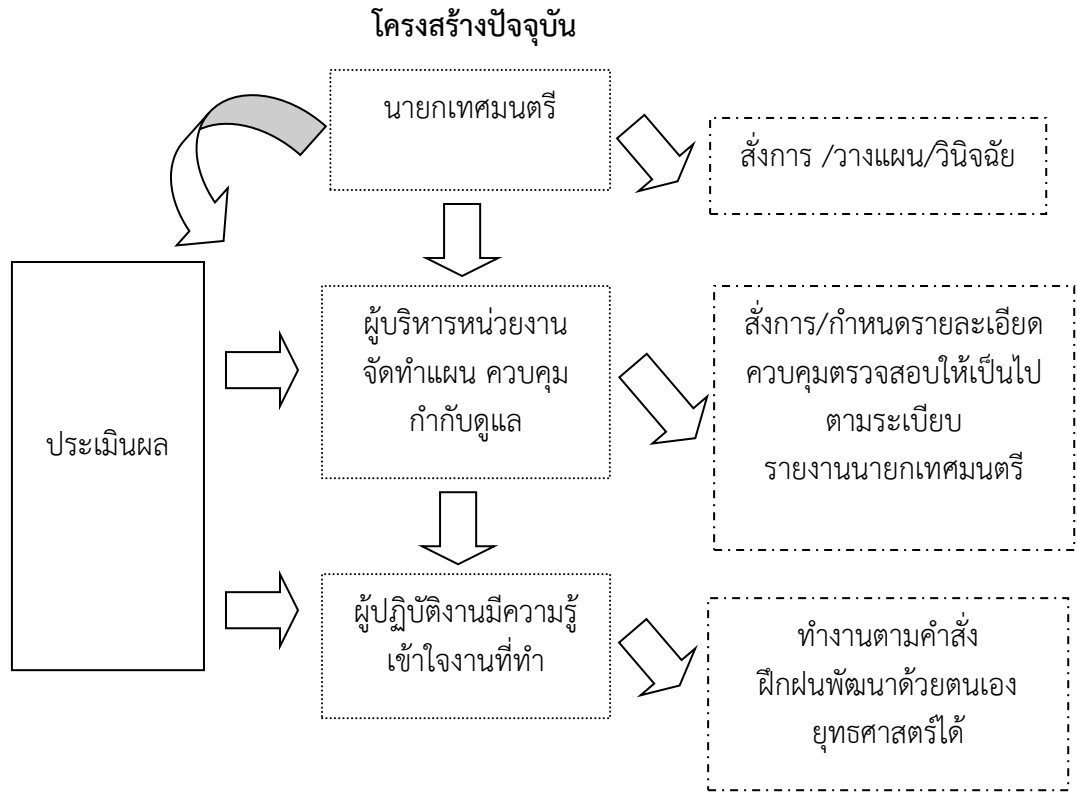 โครงสร้างปัจจุบัน
นายกเทศมนตรี
สั่งการ /วางแผน/วินิจฉัย
ผู้บริหารหน่วยงาน
จัดทำแผน ควบคุม
กำกับดูแล
สั่งการ/กำหนดรายละเอียด
ควบคุมตรวจสอบให้เป็นไป
ตามระเบียบ
รายงานนายกเทศมนตรี
ประเมินผล
ผู้ปฏิบัติงานมีความรู้
เข้าใจงานที่ทำ
ทำงานตามคำสั่ง
ฝึกฝนพัฒนาด้วยตนเอง
ยุทธศาสตร์ได้